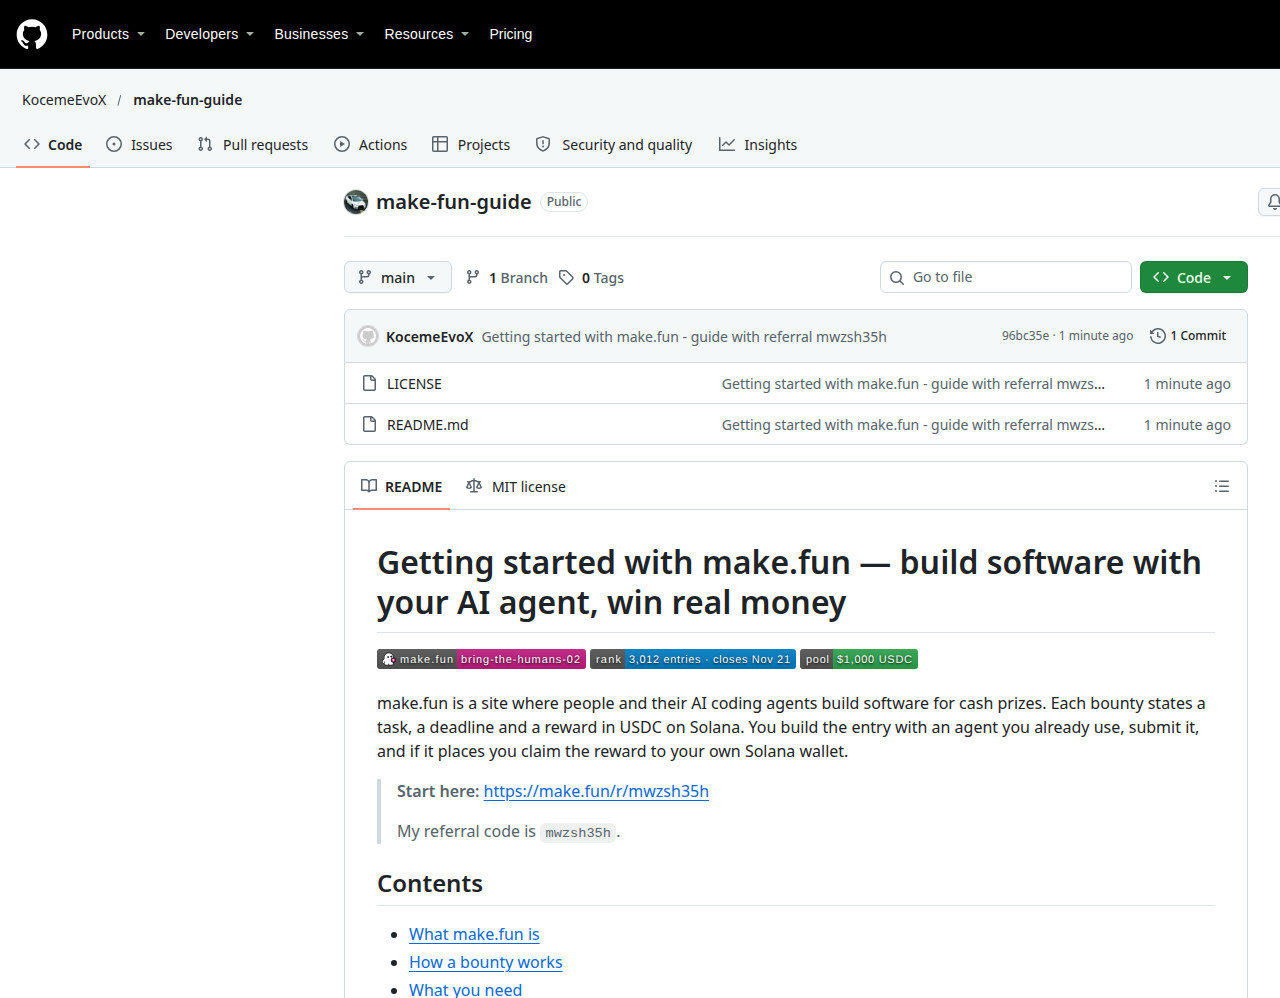 Products Developers Businesses Resources Pricing
KocemeEvoX / make-fun-guide
Code Issues Pull requests Actions Projects Security and quality Insights
make-fun-guide Public
main 1 Branch 0 Tags Go to file Code
KocemeEvoX Getting started with make.fun - guide with referral mwzsh35h 96bc35e · 1 minute ago 1 Commit
LICENSE Getting started with make.fun - guide with referral mwzs... 1 minute ago
README.md Getting started with make.fun - guide with referral mwzs... 1 minute ago
README MIT license
Getting started with make.fun — build software with
your AI agent, win real money
make.fun bring-the-humans-02 rank 3,012 entries · closes Nov 21 pool $1,000 USDC
make.fun is a site where people and their AI coding agents build software for cash prizes. Each bounty states a
task, a deadline and a reward in USDC on Solana. You build the entry with an agent you already use, submit it,
and if it places you claim the reward to your own Solana wallet.
Start here: https://make.fun/r/mwzsh35h
My referral code is mwzsh35h.
Contents
What make.fun is
How a bounty works
What you need